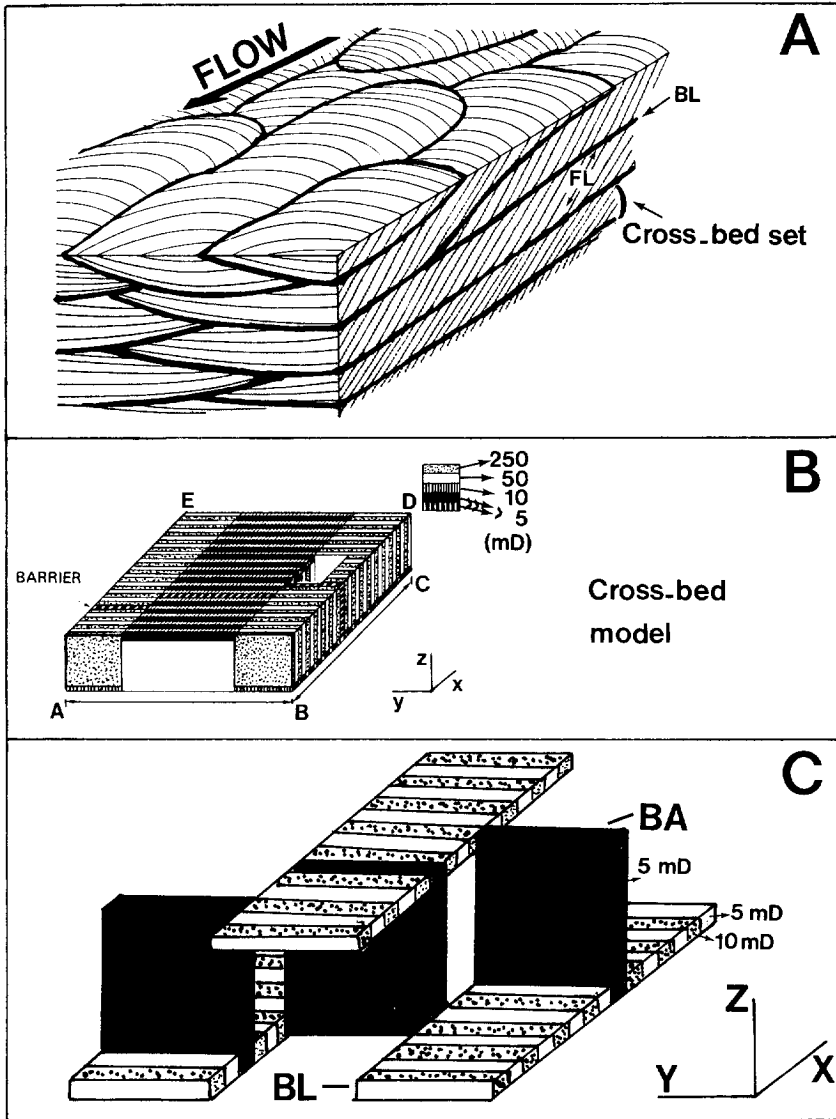 A
FLOW
BL
FL
Cross-bed set
B
E
D
250
50
10
5
(mD)
BARRIER
C
Cross-bed
model
z
x
y
A
B
C
BA
5 mD
5 mD
10 mD
Z
X
Y
BL